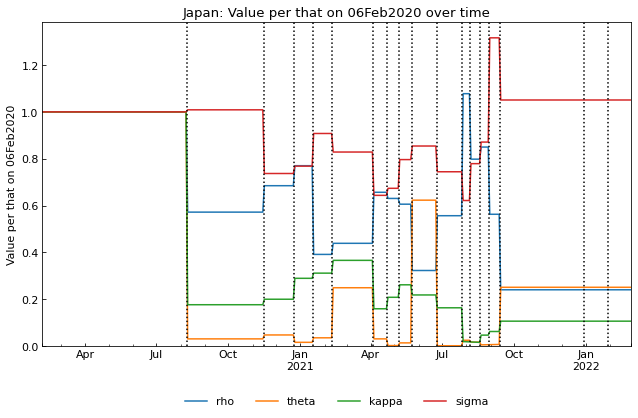 Japan: Value per that on 06Feb2020 over time
Value per that on 06Feb2020
1.2
1.0
0.8
0.6
0.4
0.2
0.0
Apr Jul Oct Jan Apr Jul Oct Jan
2021 2022
rho theta kappa sigma